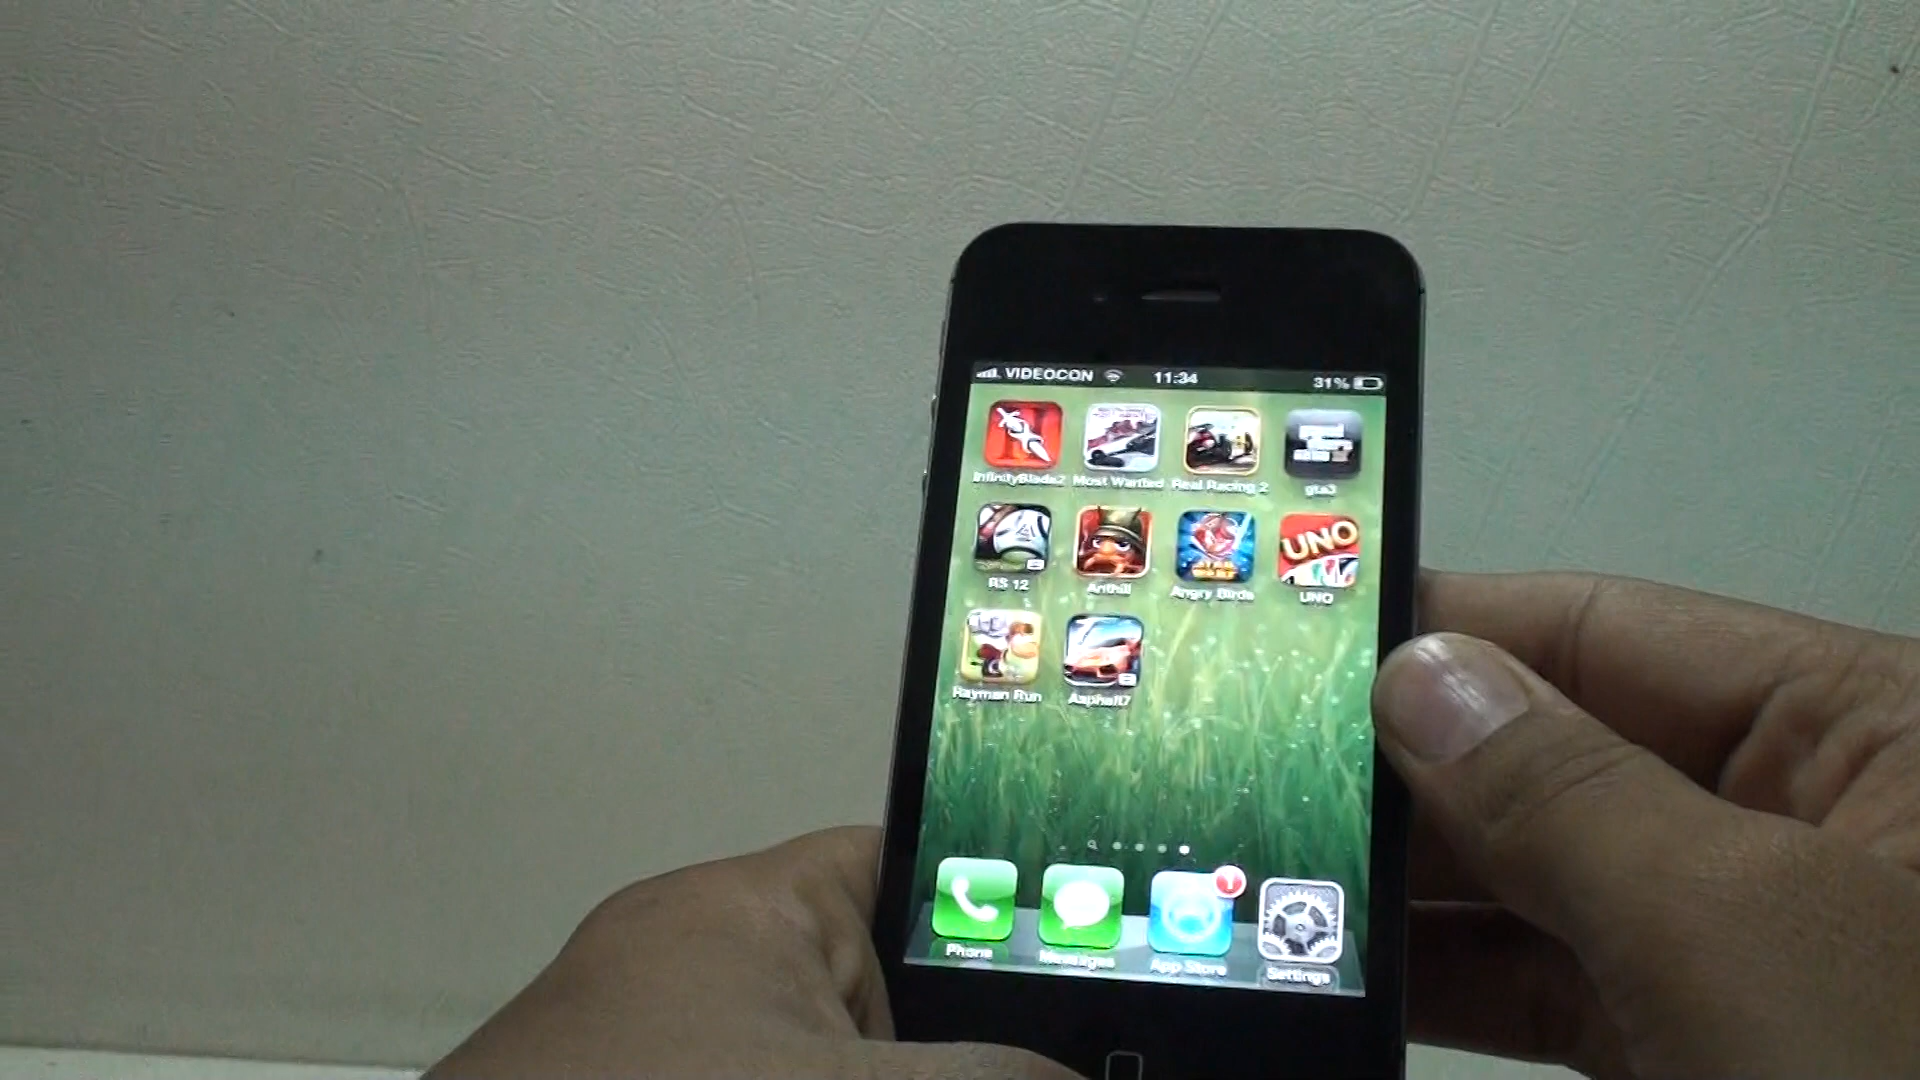 VIDEOCON 11:34 31%
InfinityBlade2 Most Wanted Real Racing 2 gta3
RS 12 Anthill Angry Birds UNO
UNO
Rayman Run Asphalt7
Phone Messages App Store Settings